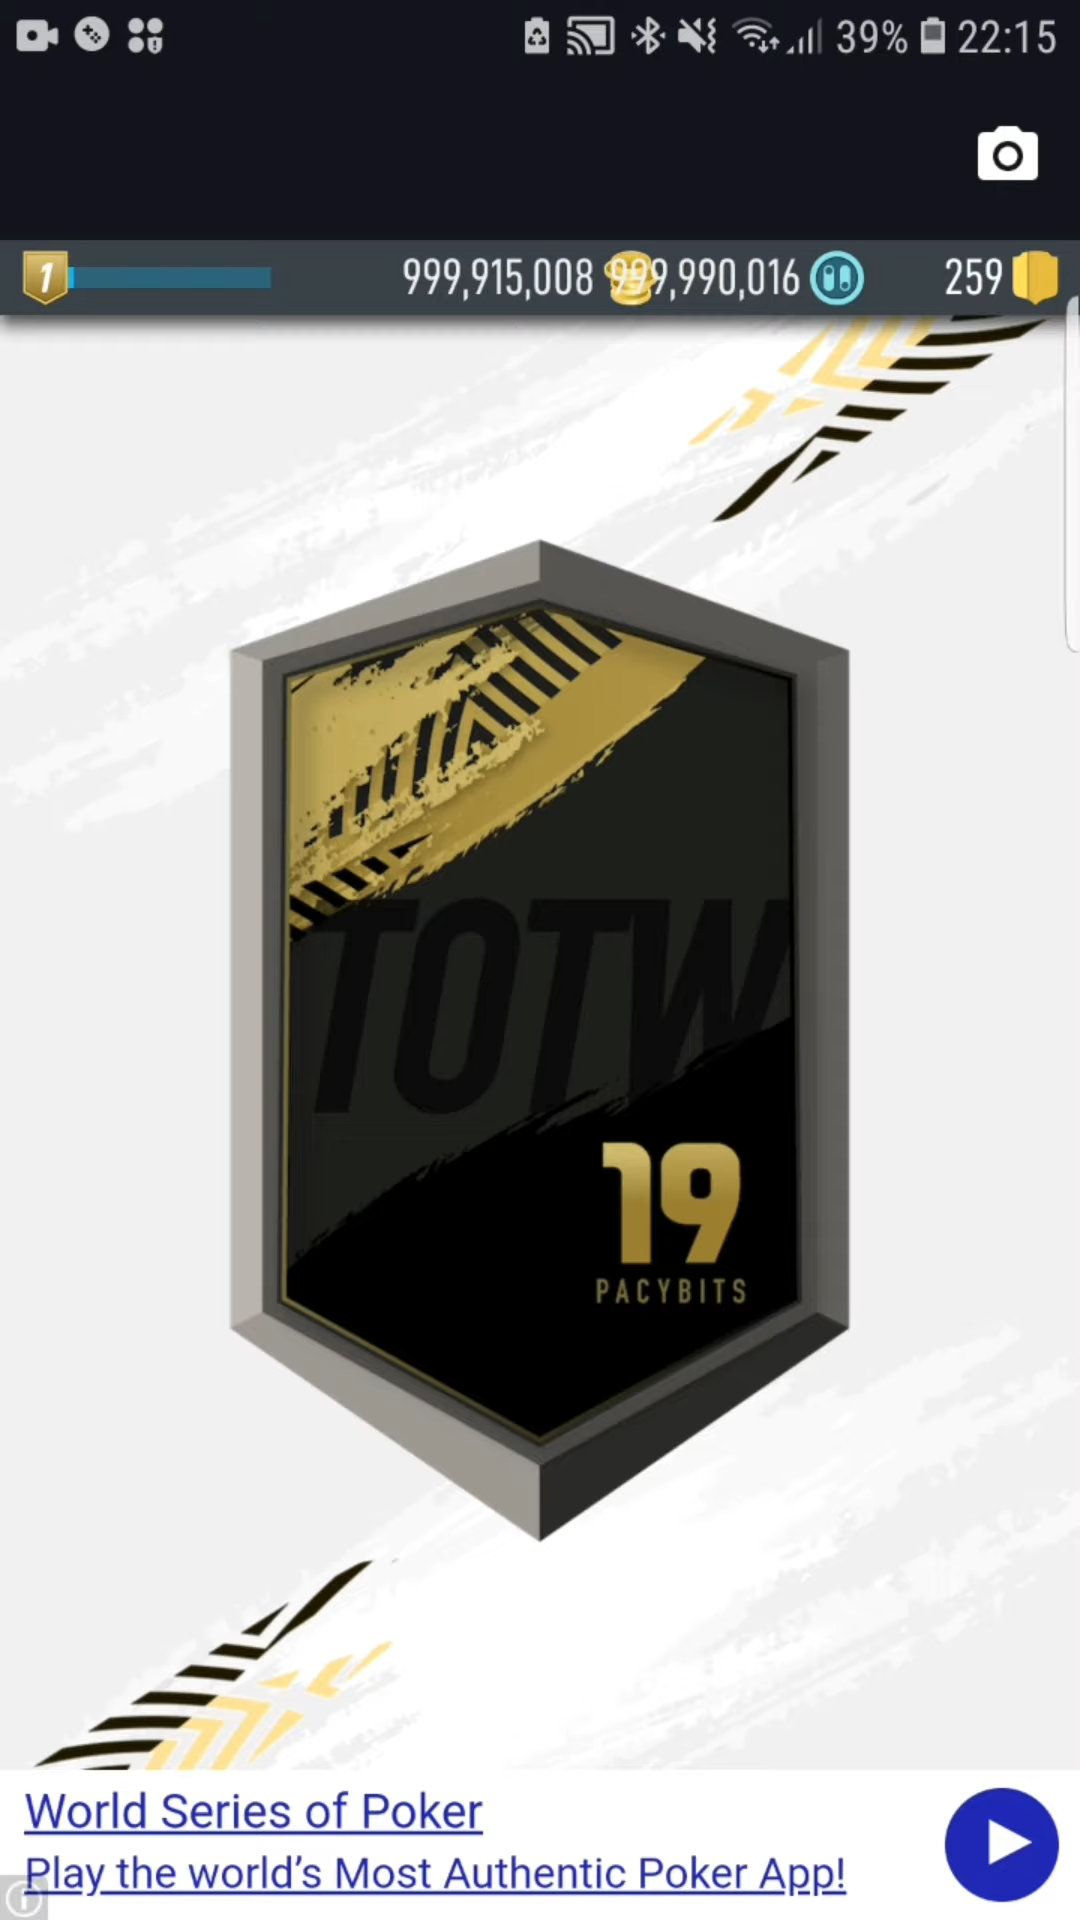 39% 22:15
1 999,915,008 999,990,016 259
TOTW
19
PACYBITS
World Series of Poker
Play the world's Most Authentic Poker App!